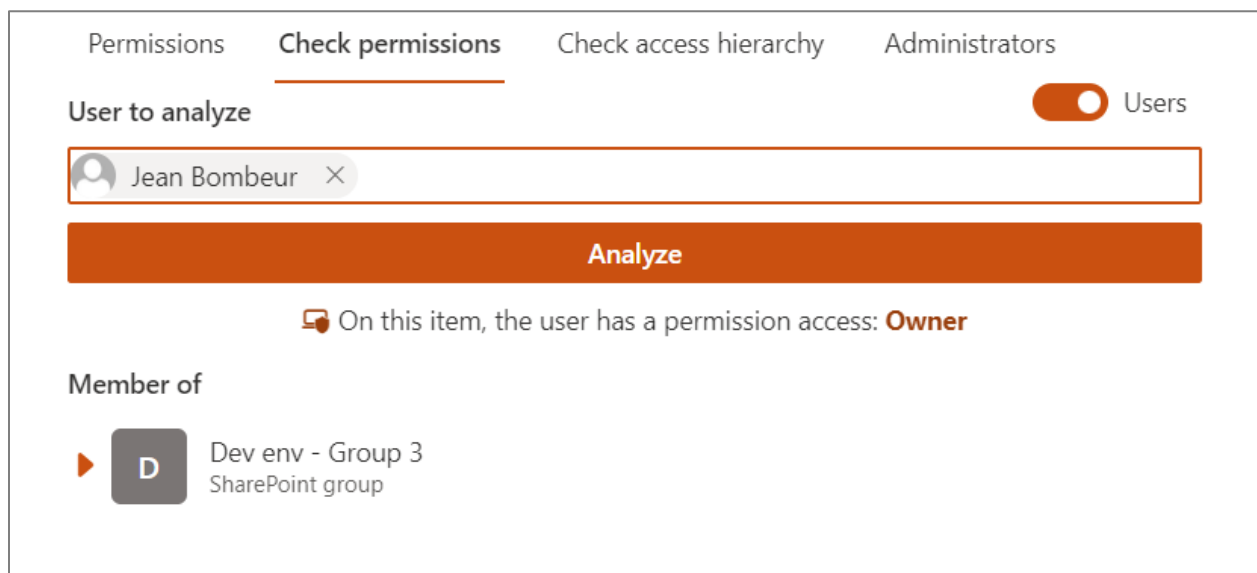 Permissions Check permissions Check access hierarchy Administrators
User to analyze Users
Jean Bombeur
Analyze
On this item, the user has a permission access: Owner
Member of
D Dev env - Group 3
SharePoint group